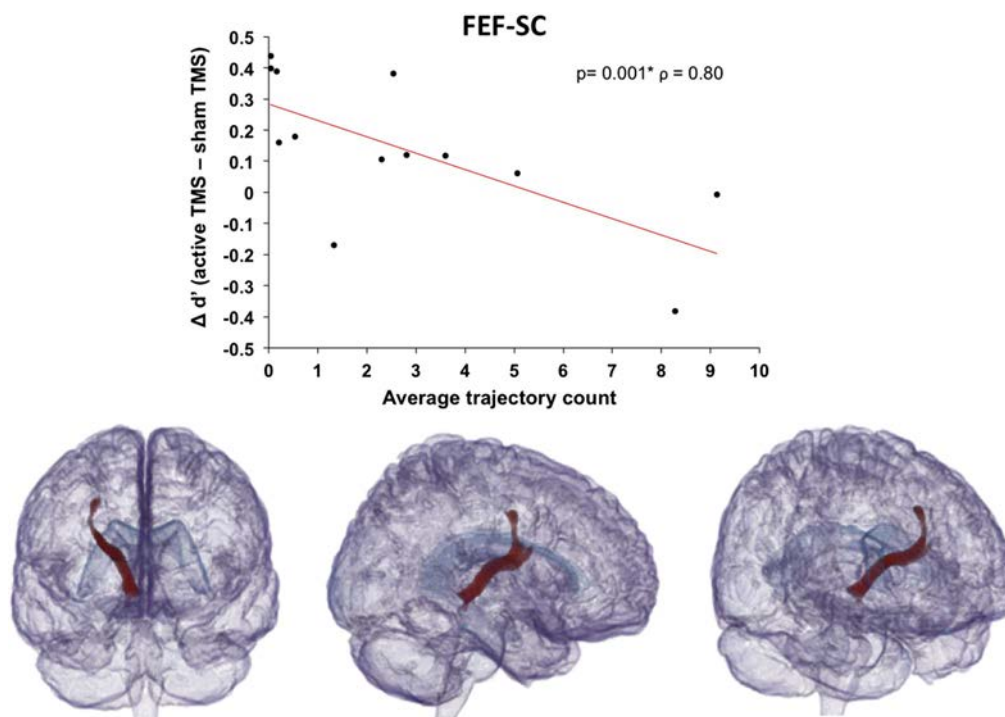 FEF-SC
p= 0.001* ρ = 0.80
Δ d’ (active TMS – sham TMS)
0.5
0.4
0.3
0.2
0.1
0
-0.1
-0.2
-0.3
-0.4
-0.5
0 1 2 3 4 5 6 7 8 9 10
Average trajectory count